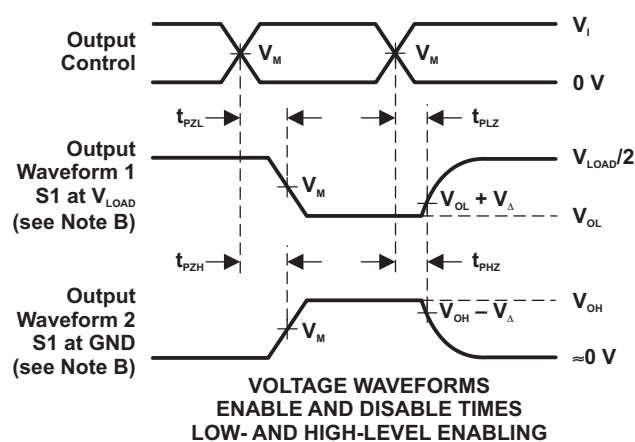 Output
Control
V_M
V_M
V_I
0 V
t_PZL
t_PLZ
Output
Waveform 1
S1 at V_LOAD
(see Note B)
V_M
V_OL + V_Δ
V_LOAD/2
V_OL
t_PZH
t_PHZ
Output
Waveform 2
S1 at GND
(see Note B)
V_M
V_OH – V_Δ
V_OH
≈0 V
VOLTAGE WAVEFORMS
ENABLE AND DISABLE TIMES
LOW- AND HIGH-LEVEL ENABLING